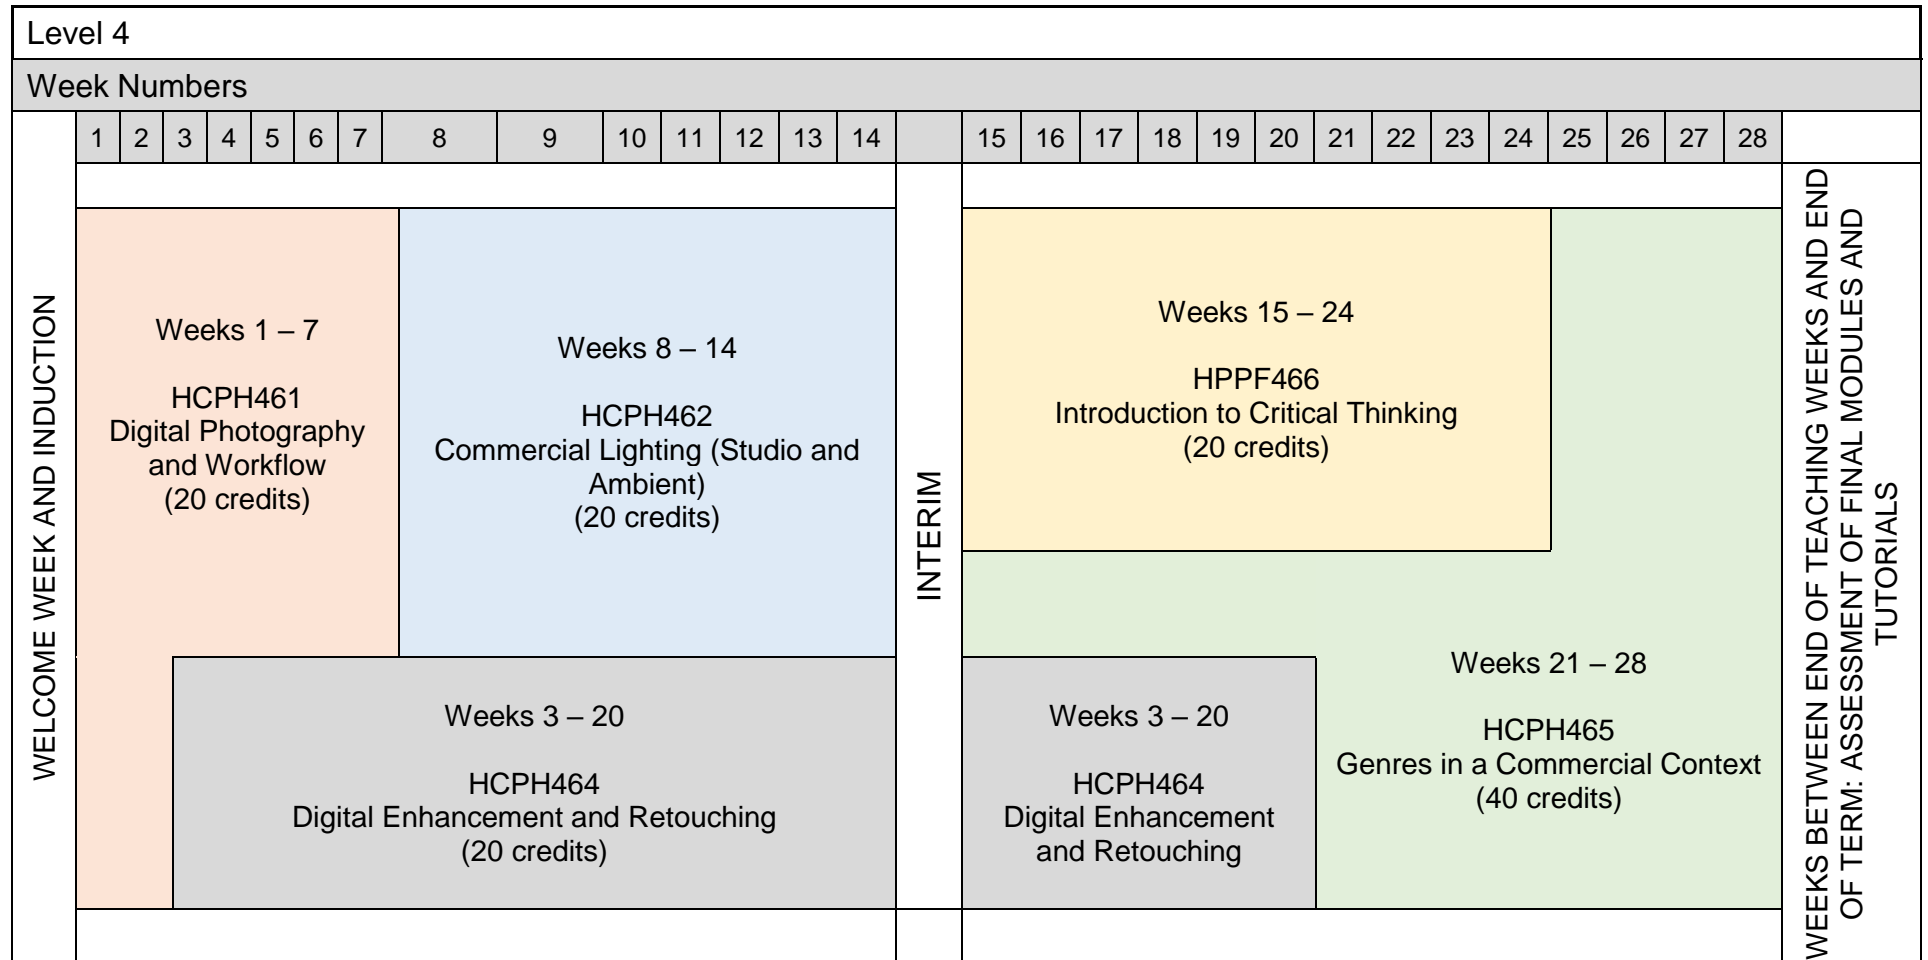 Level 4
Week Numbers
1 2 3 4 5 6 7 8 9 10 11 12 13 14 15 16 17 18 19 20 21 22 23 24 25 26 27 28
WELCOME WEEK AND INDUCTION
Weeks 1 – 7
HCPH461
Digital Photography
and Workflow
(20 credits)
Weeks 8 – 14
HCPH462
Commercial Lighting (Studio and
Ambient)
(20 credits)
Weeks 3 – 20
HCPH464
Digital Enhancement and Retouching
(20 credits)
INTERIM
Weeks 15 – 24
HPPF466
Introduction to Critical Thinking
(20 credits)
Weeks 3 – 20
HCPH464
Digital Enhancement
and Retouching
Weeks 21 – 28
HCPH465
Genres in a Commercial Context
(40 credits)
WEEKS BETWEEN END OF TEACHING WEEKS AND END
OF TERM: ASSESSMENT OF FINAL MODULES AND
TUTORIALS